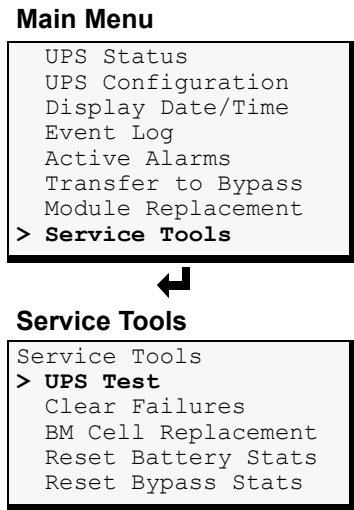 Main Menu
UPS Status
UPS Configuration
Display Date/Time
Event Log
Active Alarms
Transfer to Bypass
Module Replacement
> Service Tools
Service Tools
Service Tools
> UPS Test
Clear Failures
BM Cell Replacement
Reset Battery Stats
Reset Bypass Stats